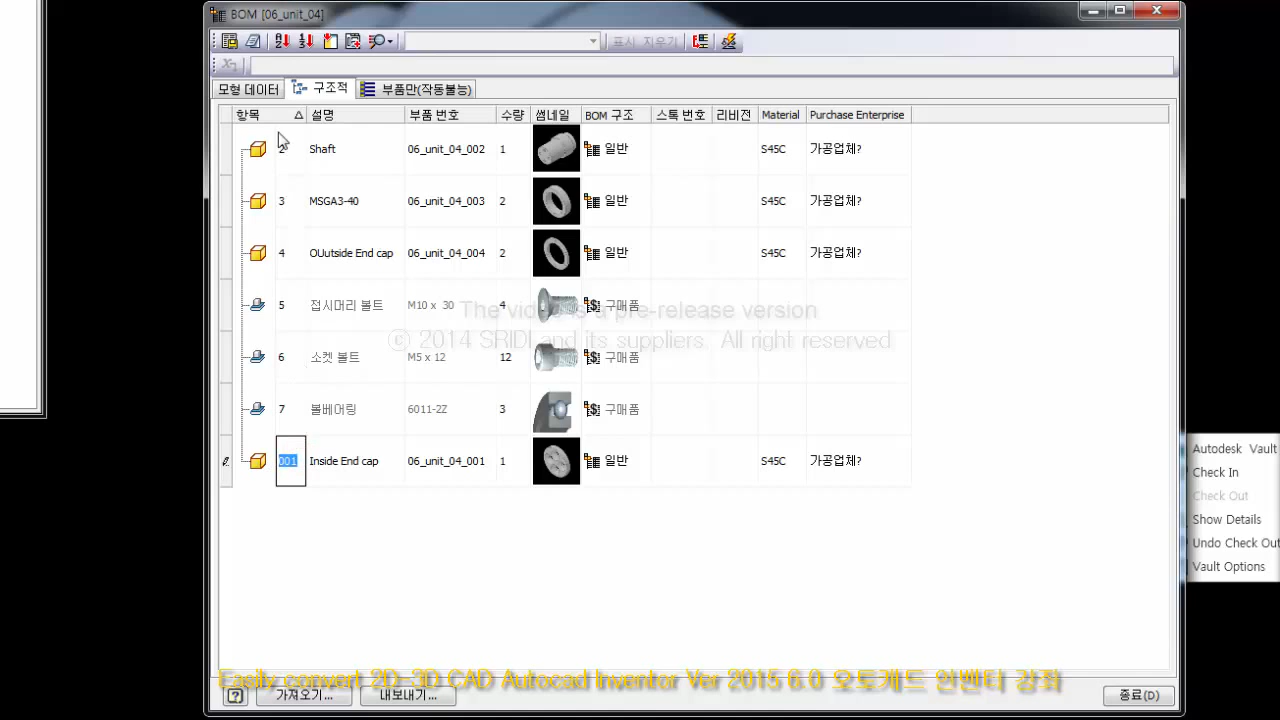 BOM [06_unit_04]
표시 지우기
모형 데이터 구조적 부품만(작동불능)
항목 설명 부품 번호 수량 썸네일 BOM 구조 스톡 번호 리비전 Material Purchase Enterprise
2 Shaft 06_unit_04_002 1 일반 S45C 가공업체?
3 MSGA3-40 06_unit_04_003 2 일반 S45C 가공업체?
4 OUutside End cap 06_unit_04_004 2 일반 S45C 가공업체?
5 접시머리 볼트 M10 x 30 4 구매품
The video is a pre-release version
© 2014 SRIDI and its suppliers. All right reserved
6 소켓 볼트 M5 x 12 12 구매품
7 볼베어링 6011-2Z 3 구매품
001 Inside End cap 06_unit_04_001 1 일반 S45C 가공업체?
Autodesk Vault
Check In
Check Out
Show Details
Undo Check Out
Vault Options
Easily convert 2D-3D CAD Autocad Inventor Ver 2015 6.0 오토캐드 인벤터 강좌
가져오기... 내보내기... 종료(D)